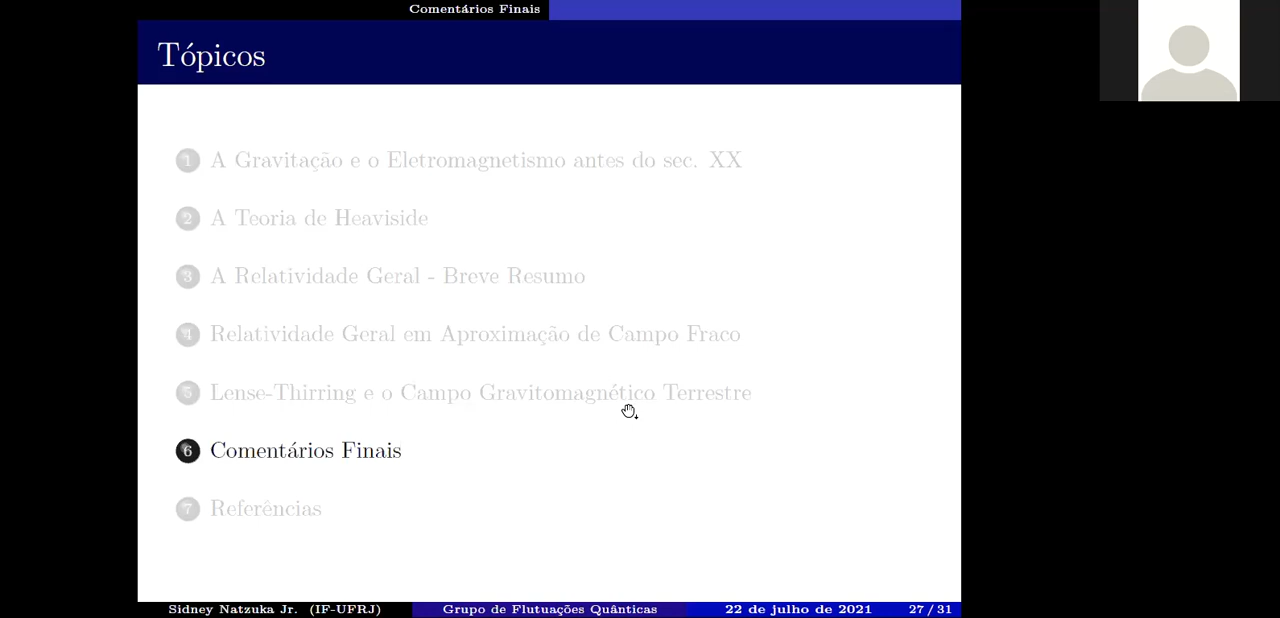 Comentários Finais
Tópicos
1 A Gravitação e o Eletromagnetismo antes do sec. XX
2 A Teoria de Heaviside
3 A Relatividade Geral - Breve Resumo
4 Relatividade Geral em Aproximação de Campo Fraco
5 Lense-Thirring e o Campo Gravitomagnético Terrestre
6 Comentários Finais
7 Referências
Sidney Natzuka Jr. (IF-UFRJ) Grupo de Flutuações Quânticas 22 de julho de 2021 27 / 31